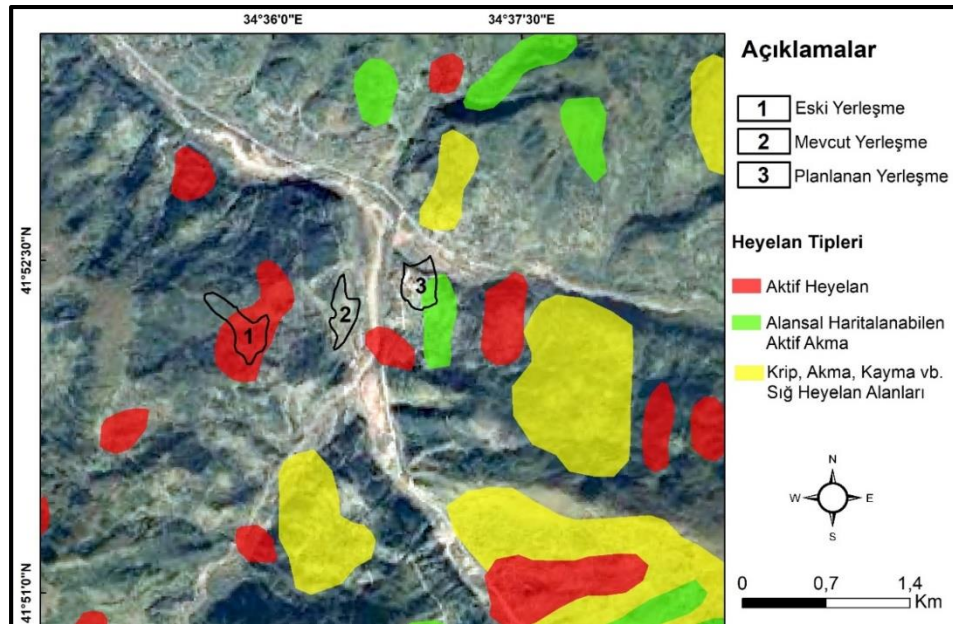 34°36'0"E
34°37'30"E
41°52'30"N
41°51'0"N
1
2
3
Açıklamalar
1 Eski Yerleşme
2 Mevcut Yerleşme
3 Planlanan Yerleşme
Heyelan Tipleri
Aktif Heyelan
Alansal Haritalanabilen
Aktif Akma
Krip, Akma, Kayma vb.
Sığ Heyelan Alanları
N
W E
S
0 0,7 1,4
Km